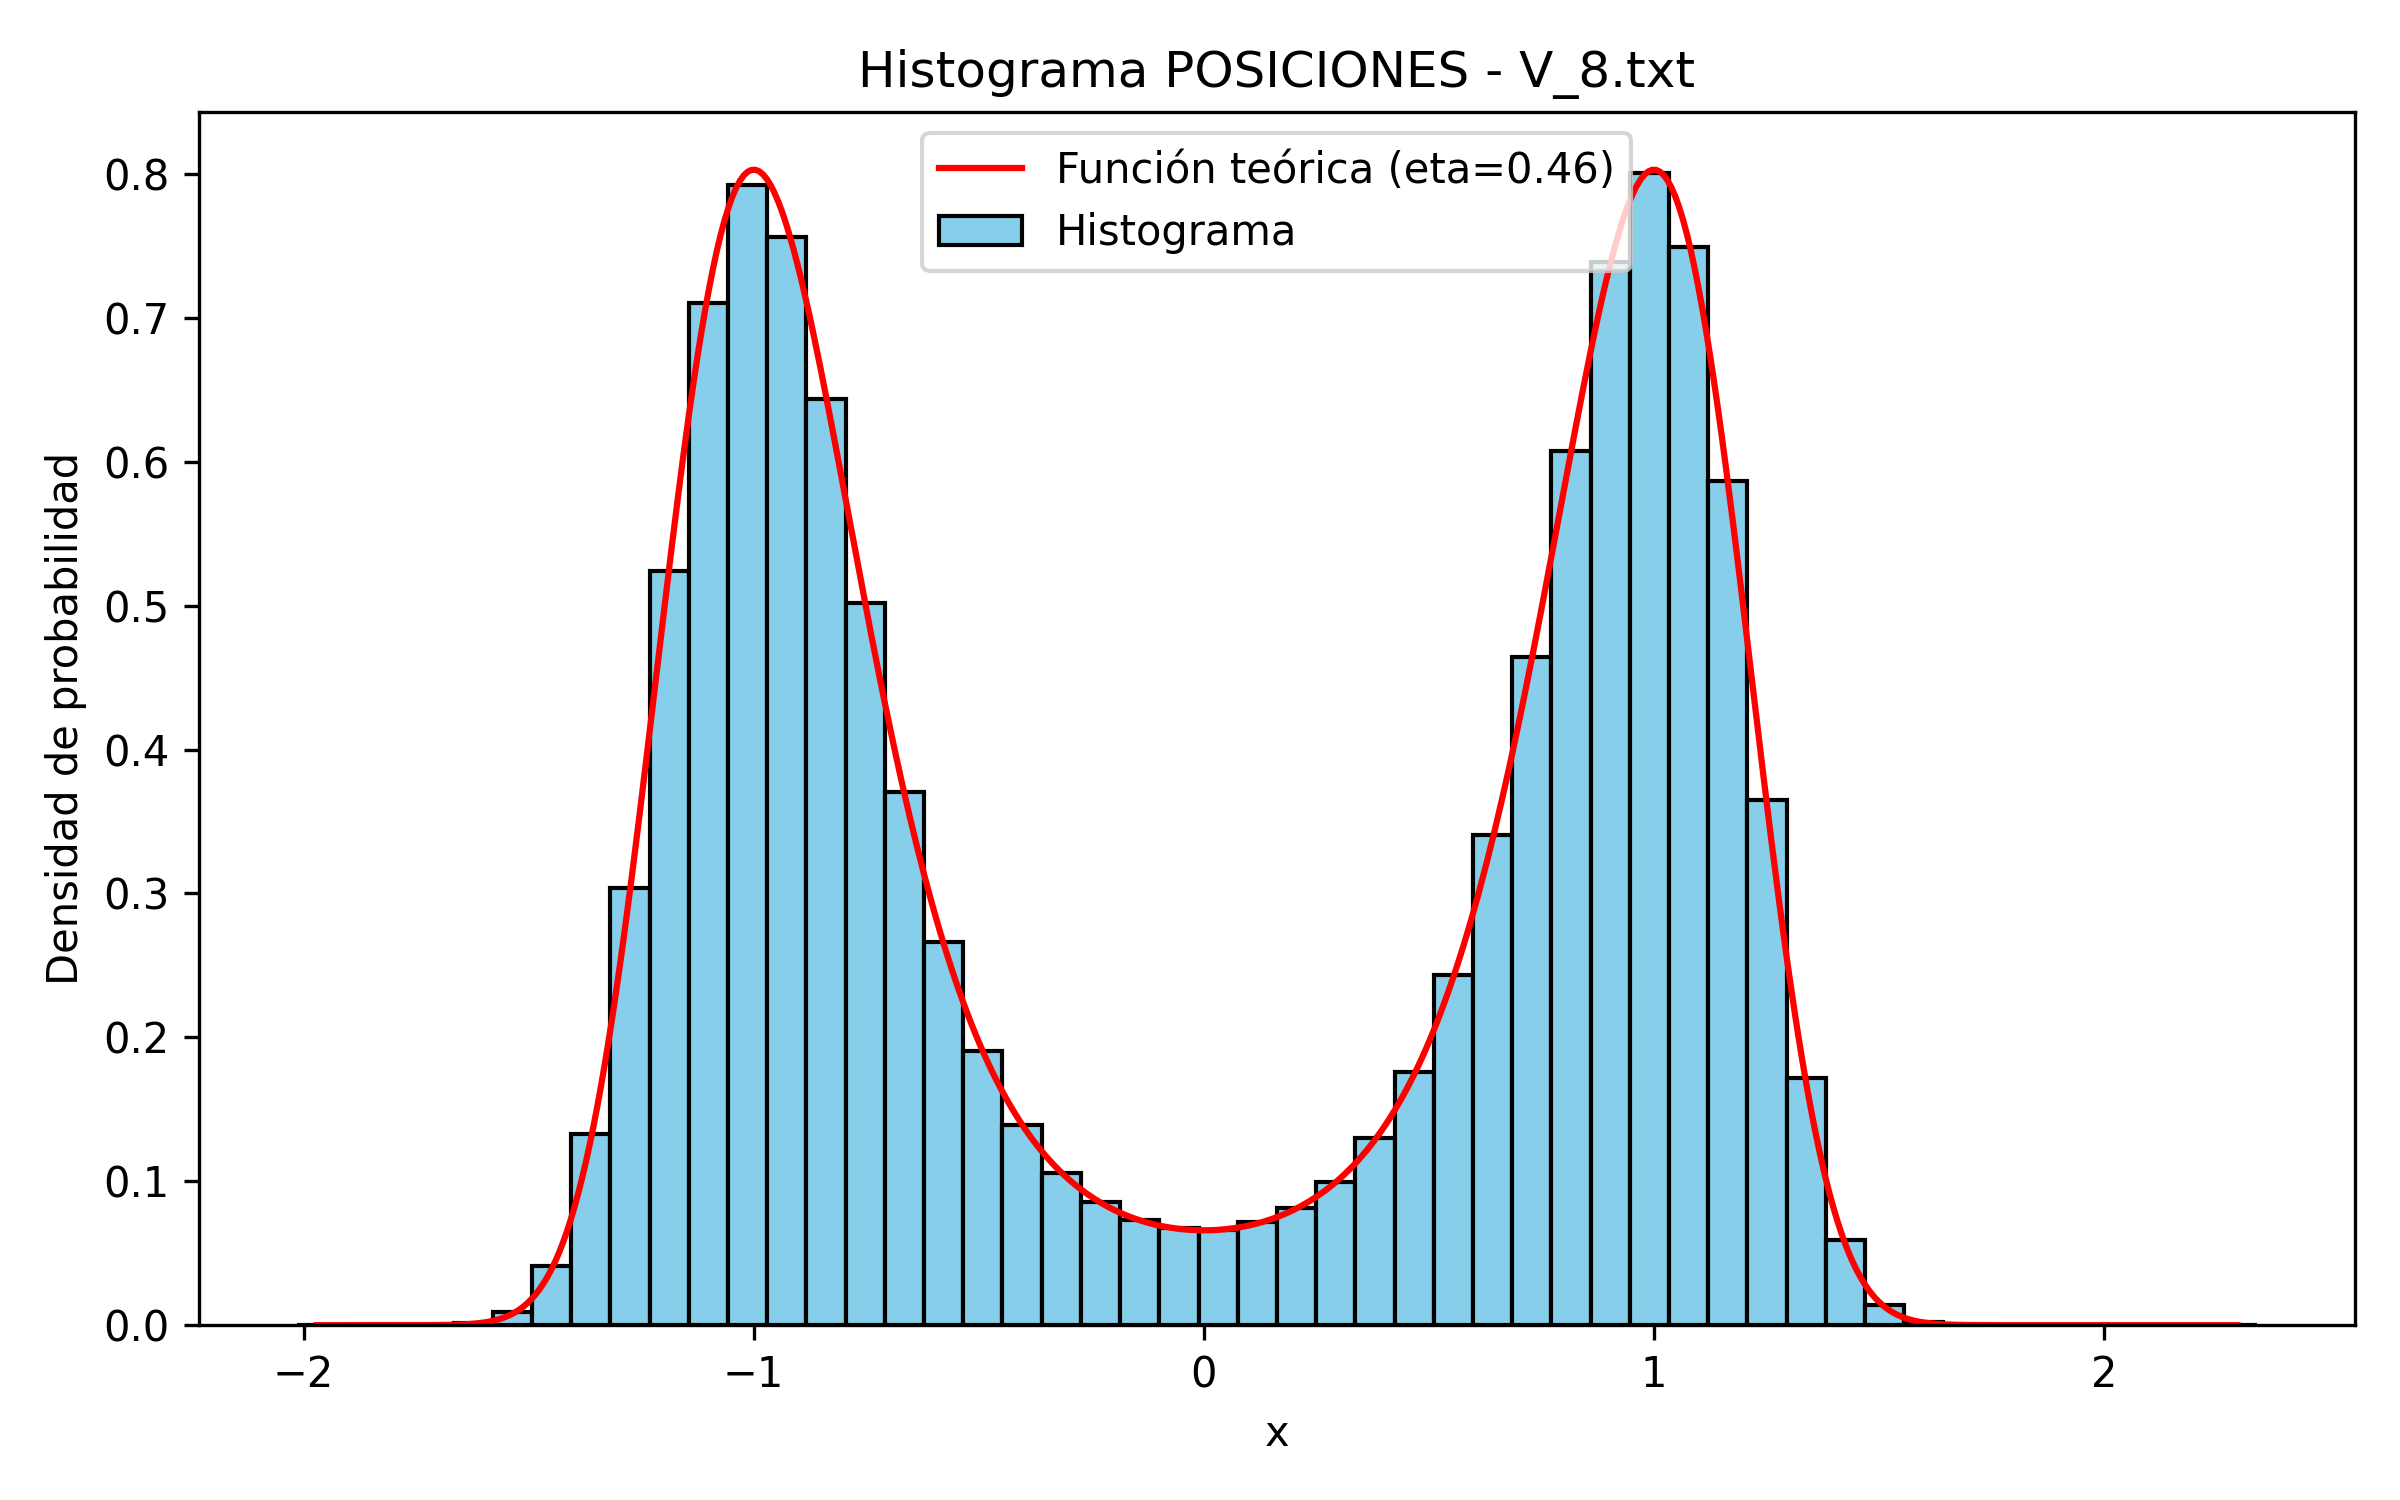 Histograma POSICIONES - V_8.txt
Función teórica (eta=0.46)
Histograma
Densidad de probabilidad
0.8
0.7
0.6
0.5
0.4
0.3
0.2
0.1
0.0
−2
−1
0
1
2
x